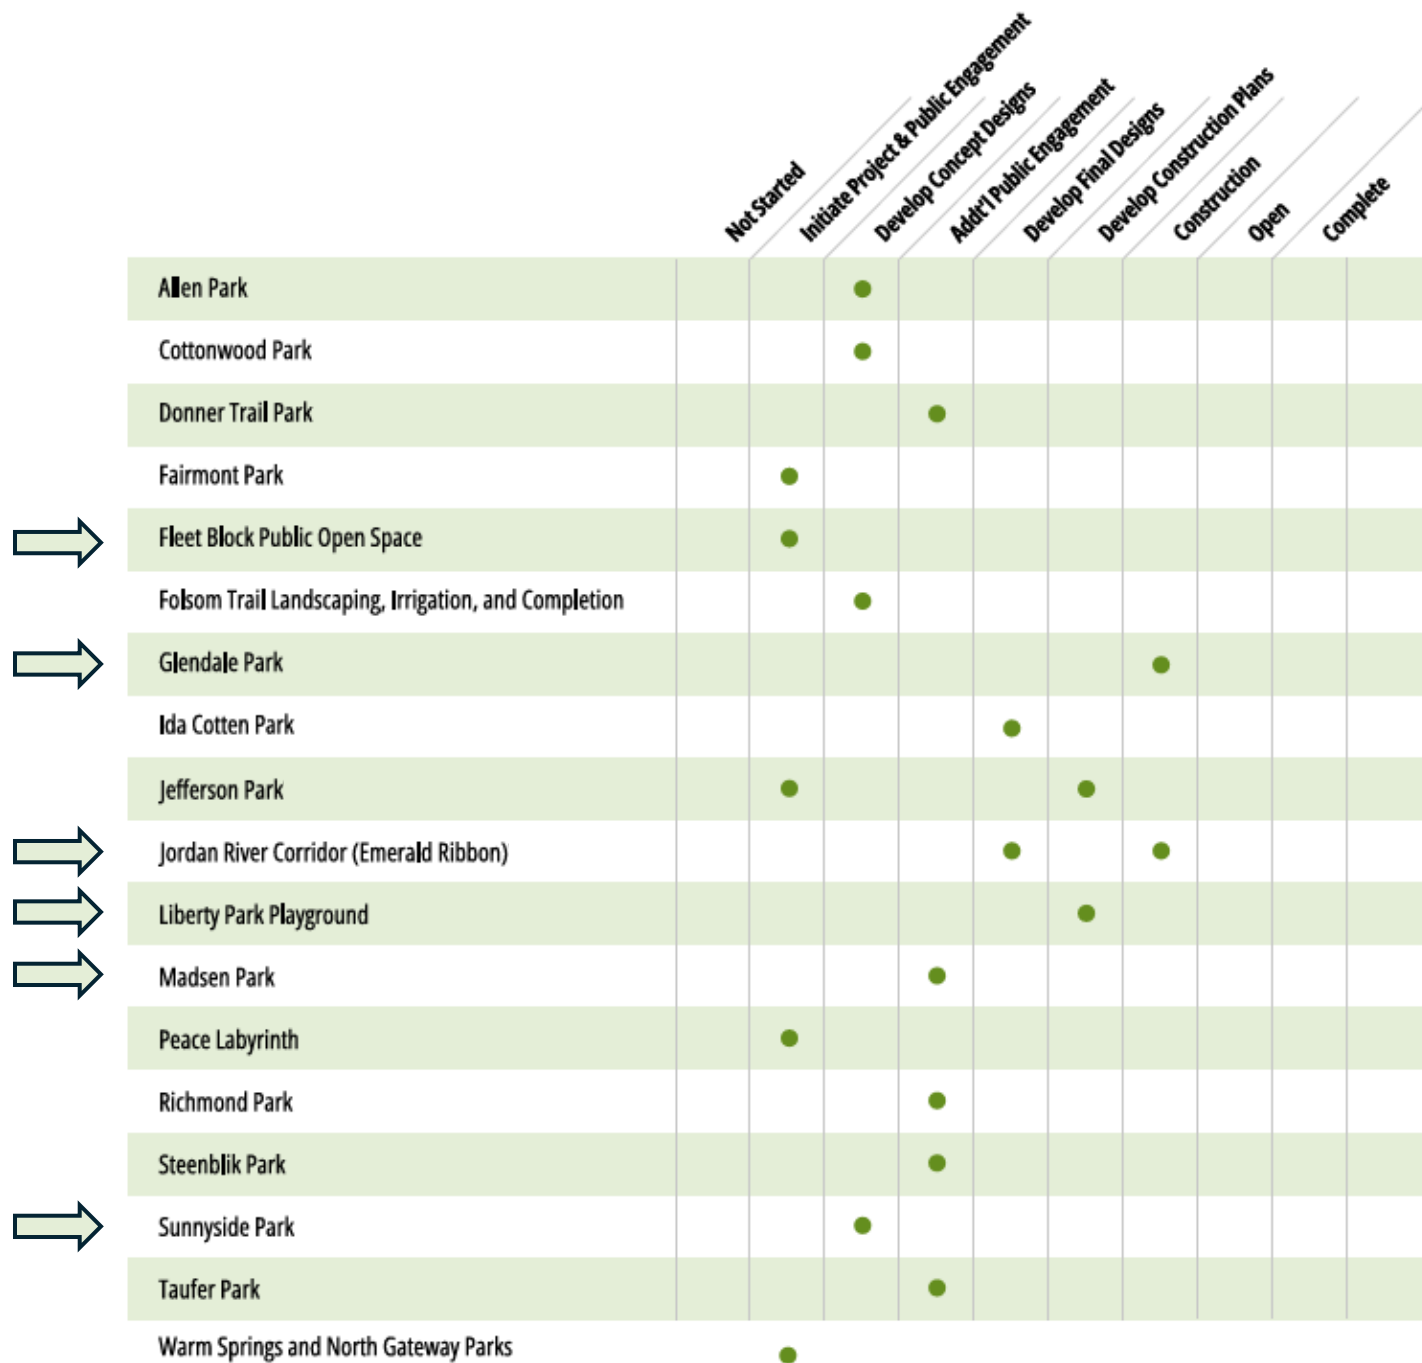 Not Started
Initiate Project & Public Engagement
Develop Concept Designs
Addt'l Public Engagement
Develop Final Designs
Develop Construction Plans
Construction
Open
Complete
Allen Park
Cottonwood Park
Donner Trail Park
Fairmont Park
Fleet Block Public Open Space
Folsom Trail Landscaping, Irrigation, and Completion
Glendale Park
Ida Cotten Park
Jefferson Park
Jordan River Corridor (Emerald Ribbon)
Liberty Park Playground
Madsen Park
Peace Labyrinth
Richmond Park
Steenblik Park
Sunnyside Park
Taufer Park
Warm Springs and North Gateway Parks